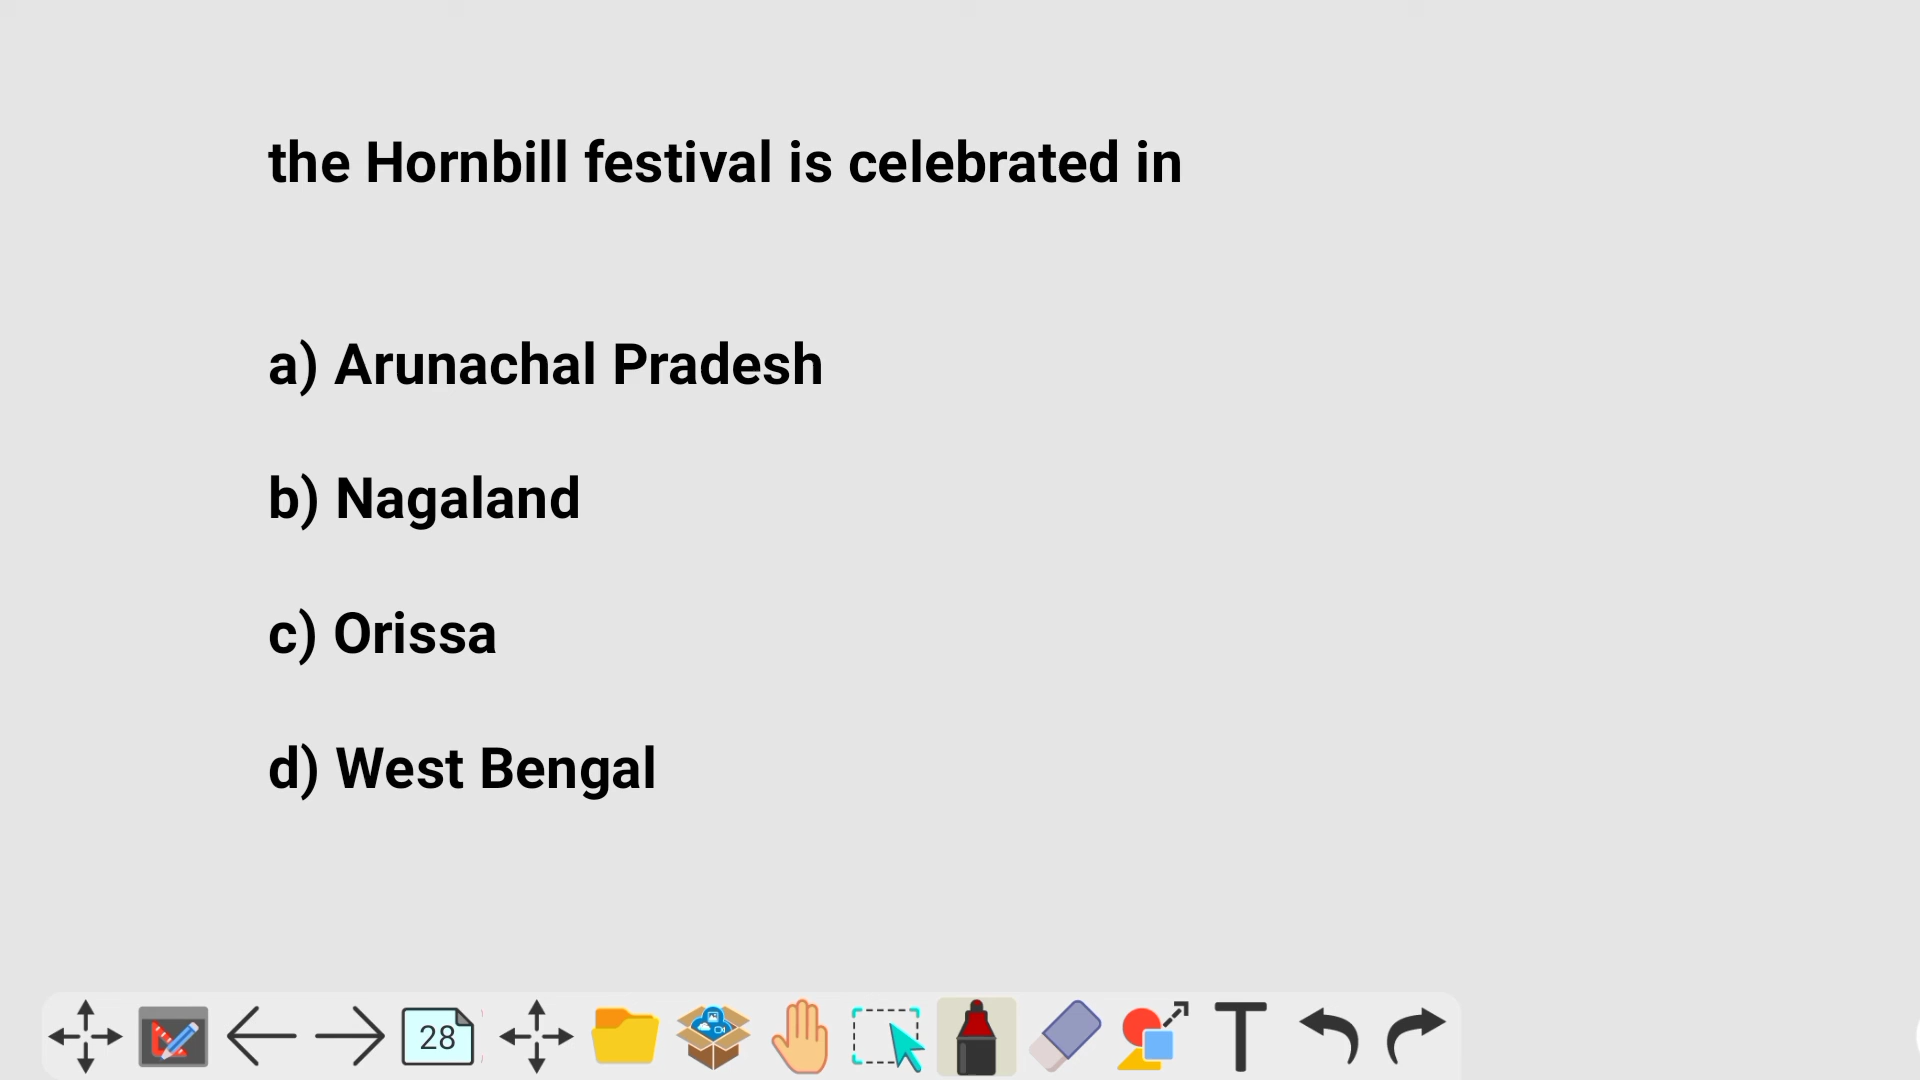 the Hornbill festival is celebrated in
a) Arunachal Pradesh
b) Nagaland
c) Orissa
d) West Bengal
28